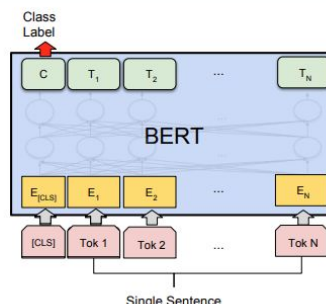 Class
Label
C T1 T2 ... TN
BERT
E[CLS] E1 E2 ... EN
[CLS] Tok 1 Tok 2 ... Tok N
Single Sentence